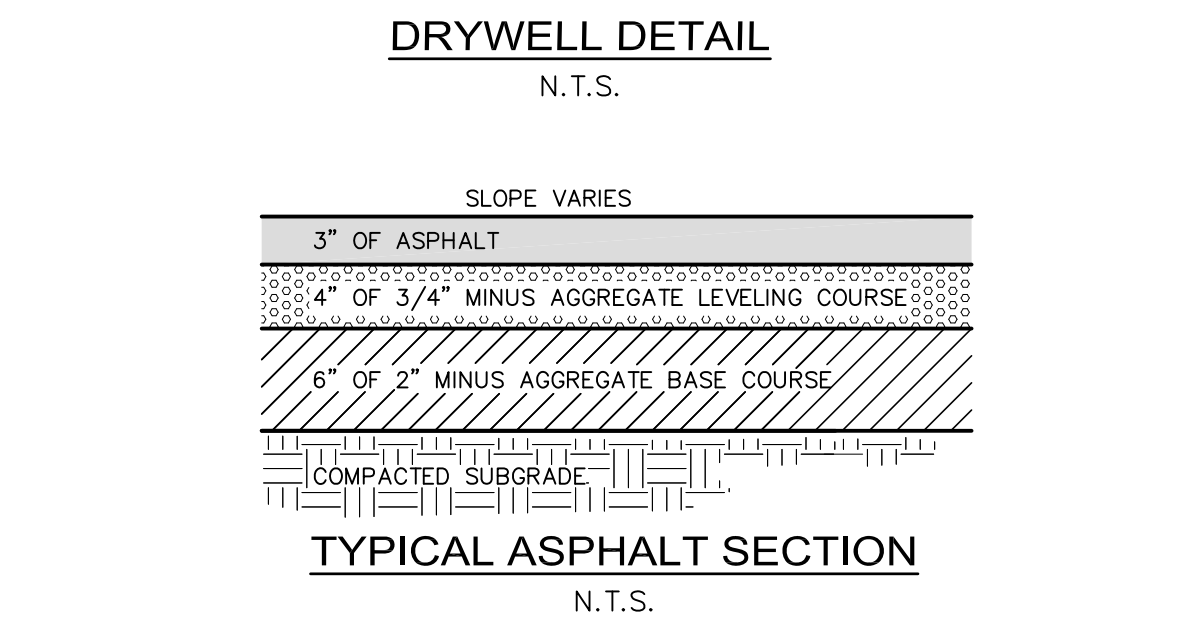 DRYWELL DETAIL
N.T.S.
SLOPE VARIES
3" OF ASPHALT
4" OF 3/4" MINUS AGGREGATE LEVELING COURSE
6" OF 2" MINUS AGGREGATE BASE COURSE
COMPACTED SUBGRADE
TYPICAL ASPHALT SECTION
N.T.S.